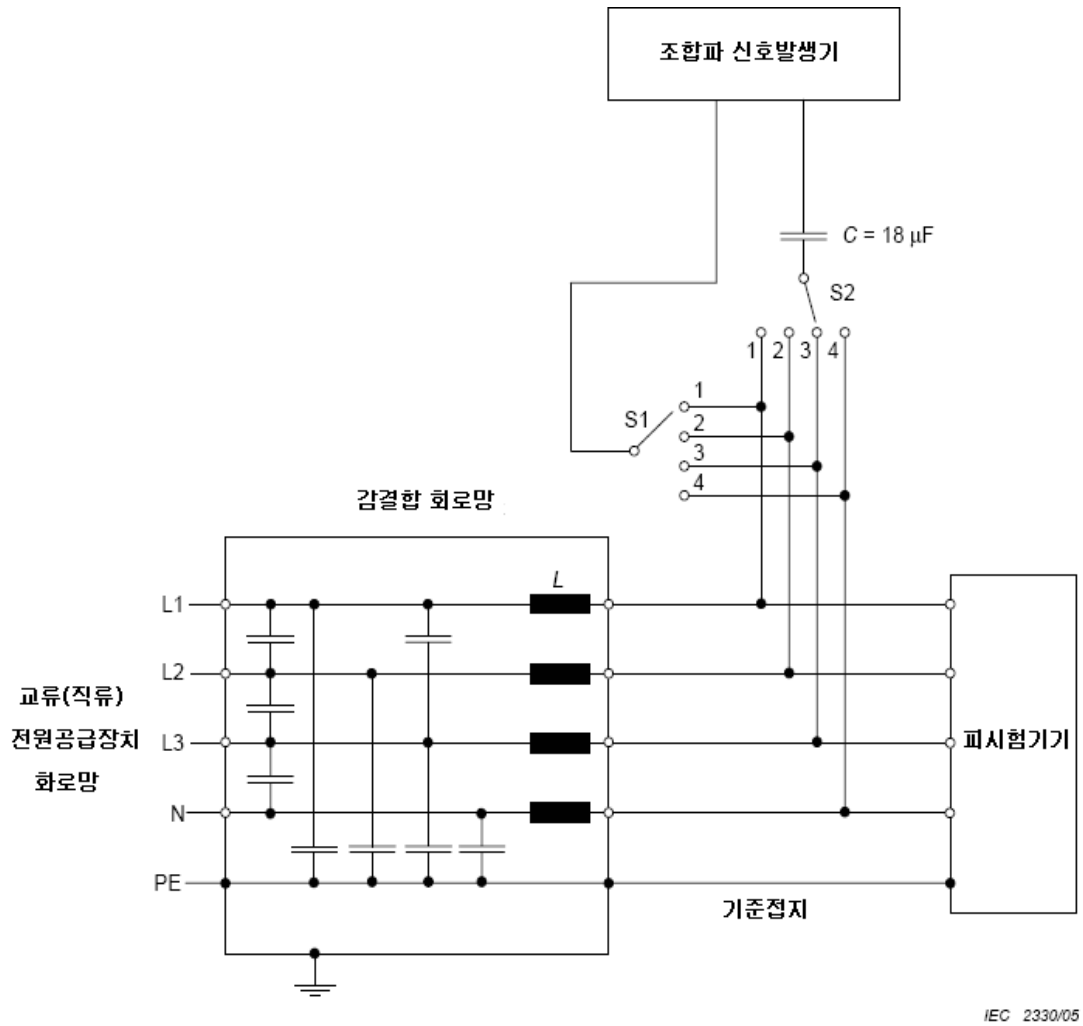 조합파 신호발생기
C = 18 μF
S2
1 2 3 4
S1
1
2
3
4
감결합 회로망
L
L1
L2
L3
N
PE
교류(직류)
전원공급장치
화로망
피시험기기
기준접지
IEC 2330/05